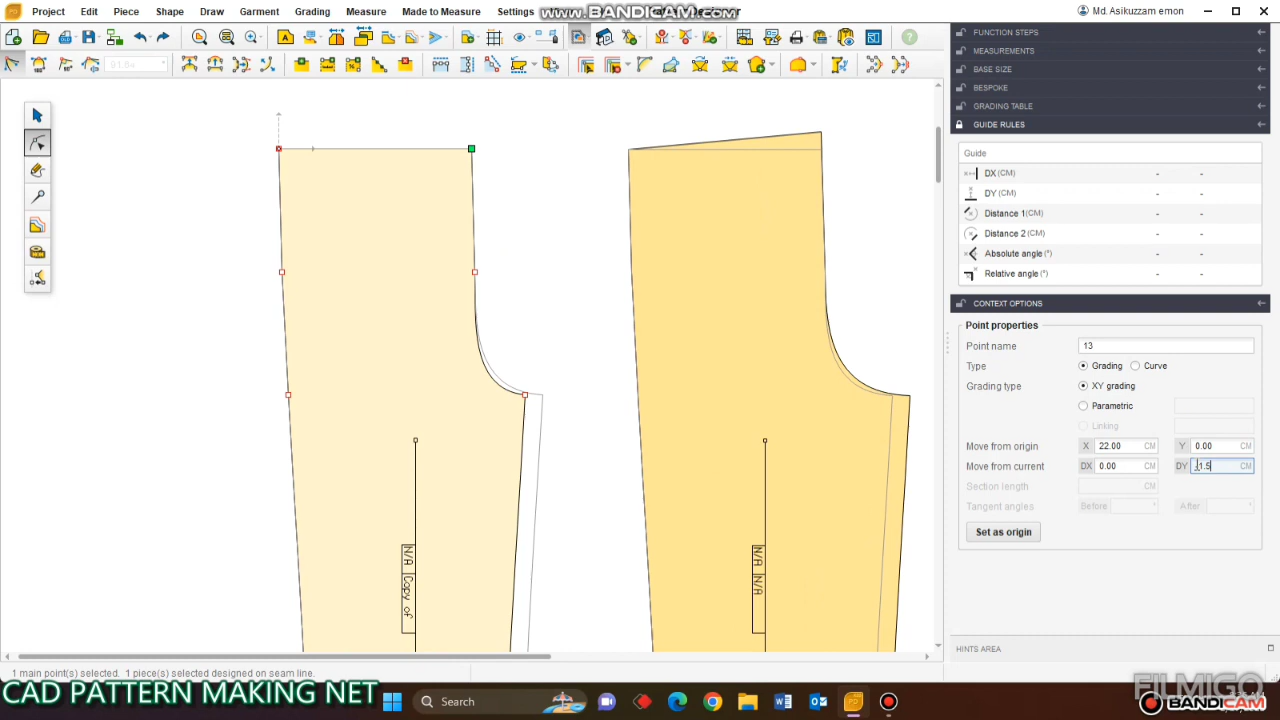 Project Edit Piece Shape Draw Garment Grading Measure Made to Measure Settings
www.BANDICAM.com
Md. Asikuzzam emon
91.64
FUNCTION STEPS
MEASUREMENTS
BASE SIZE
BESPOKE
GRADING TABLE
GUIDE RULES
Guide
DX (CM) - -
DY (CM) - -
Distance 1(CM) - -
Distance 2 (CM) - -
Absolute angle (°) - -
Relative angle (°) - -
CONTEXT OPTIONS
Point properties
Point name 13
Type Grading Curve
Grading type XY grading
Parametric
Linking
Move from origin X 22.00 CM Y 0.00 CM
Move from current DX 0.00 CM DY -1.5 CM
Section length CM
Tangent angles Before ° After °
Set as origin
N/A Copy of
N/A N/A
HINTS AREA
1 main point(s) selected. 1 piece(s) selected designed on seam line.
CAD PATTERN MAKING NET
Search
FILMIGO
BANDICAM